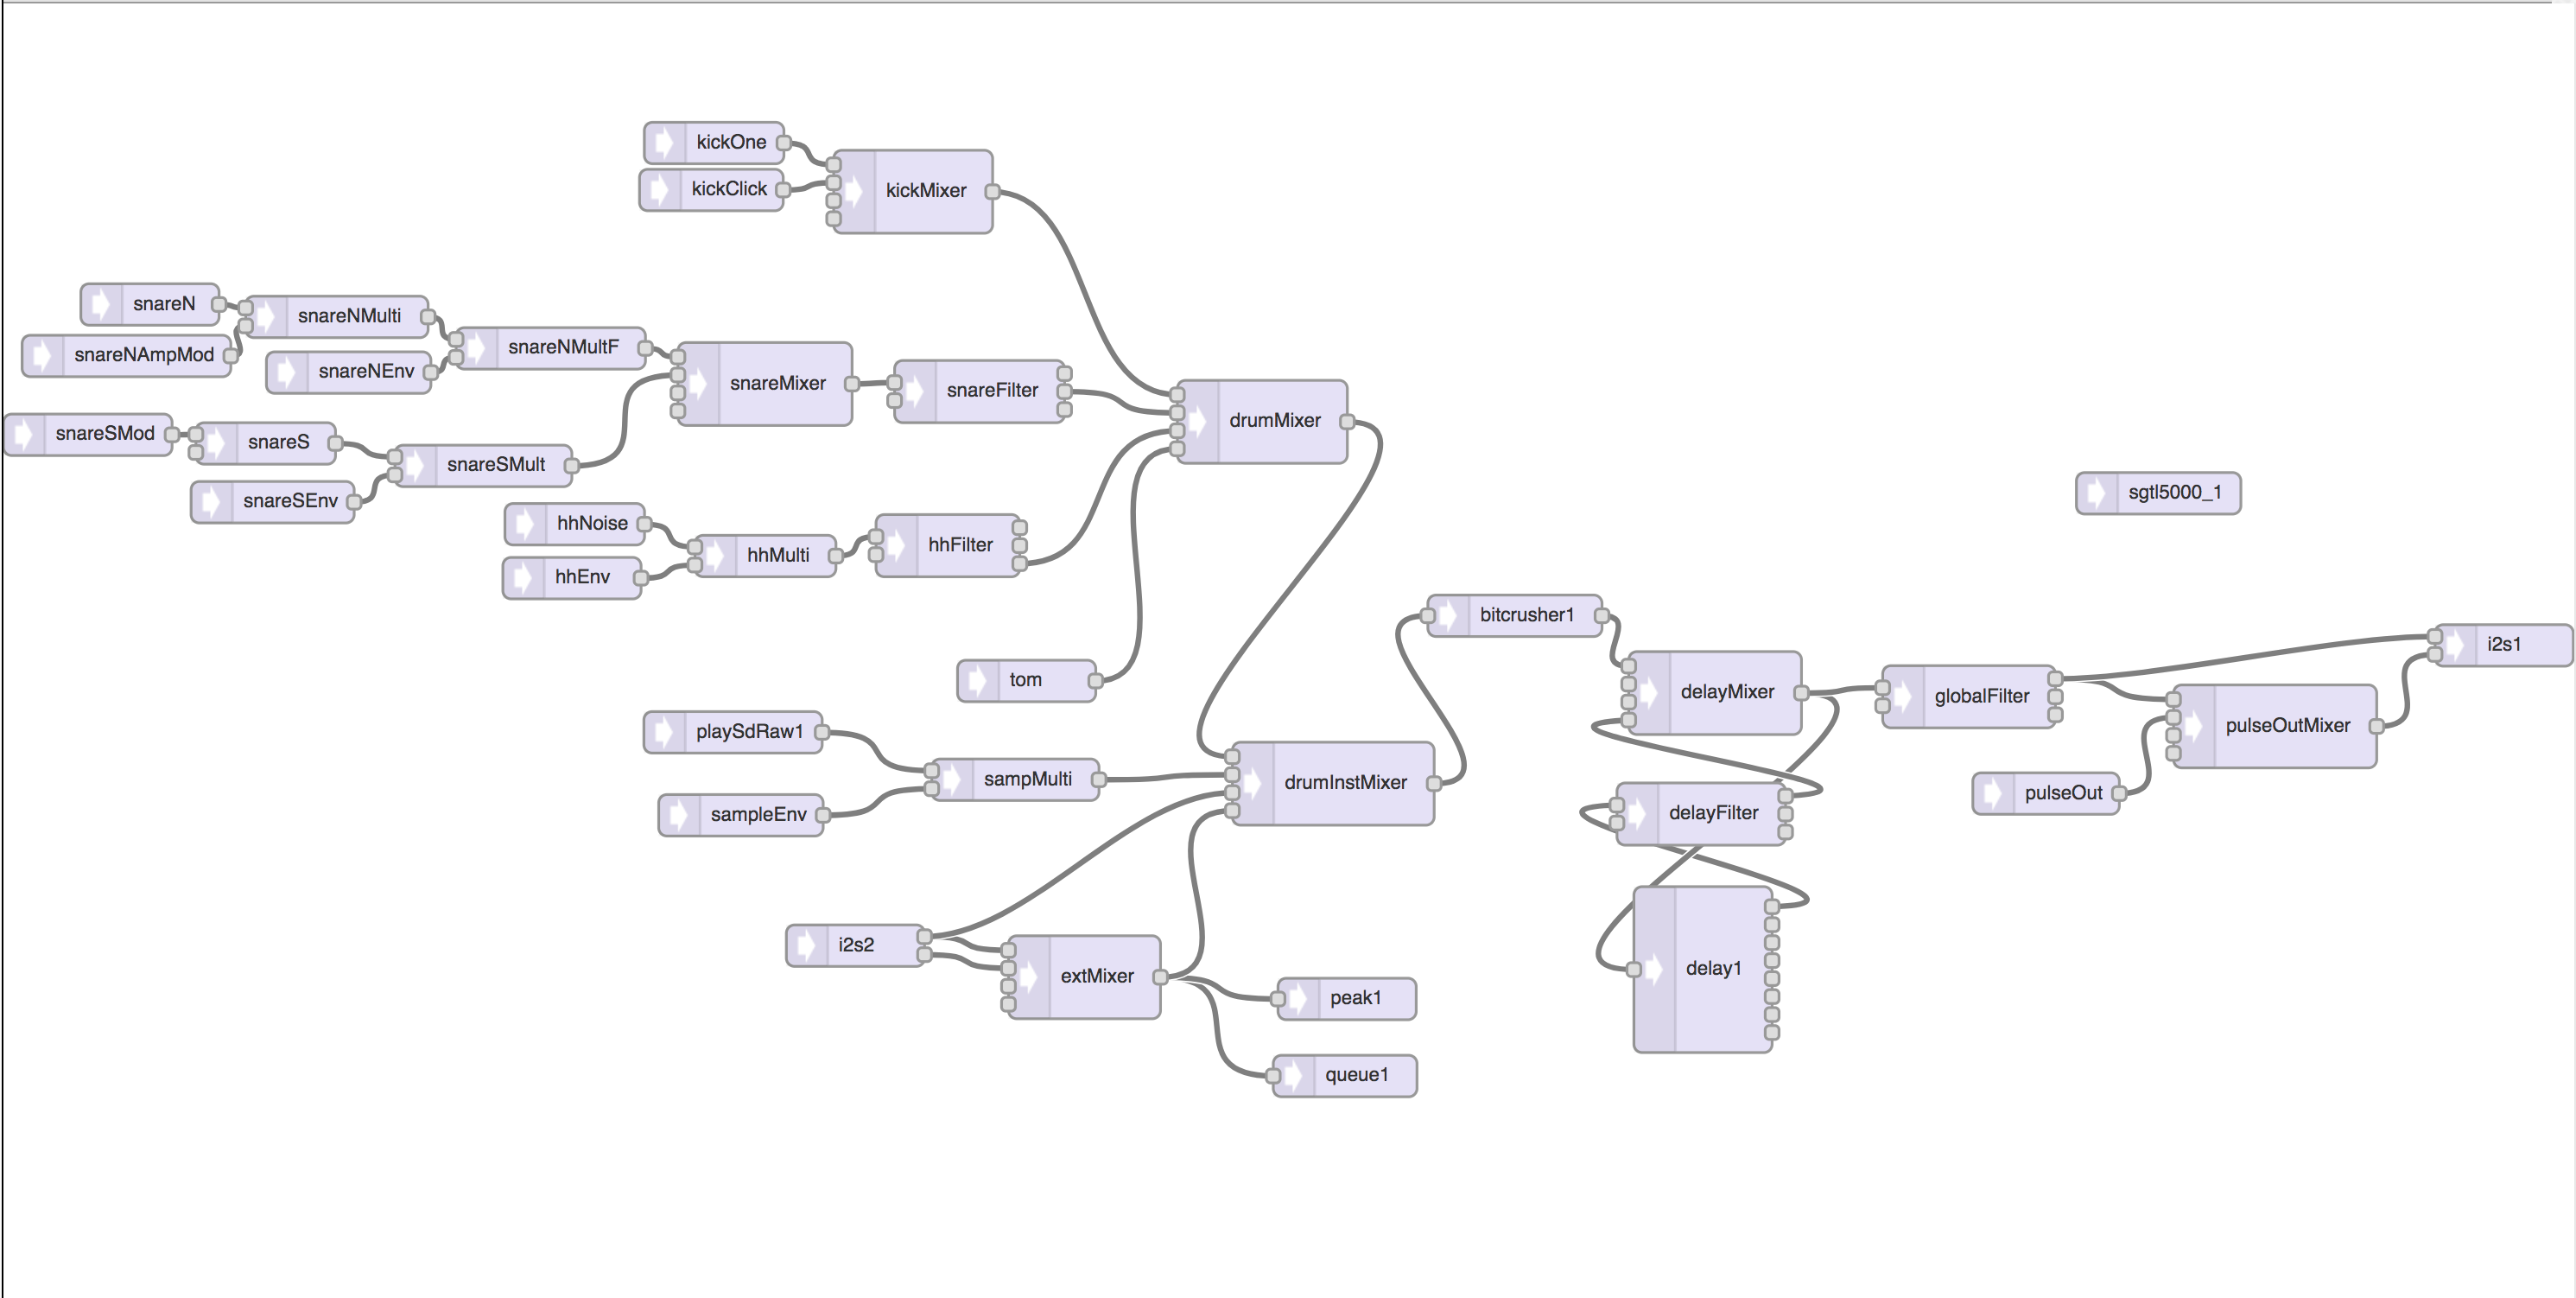 kickOne
kickClick
kickMixer
snareN
snareNAmpMod
snareNMulti
snareNEnv
snareNMultF
snareSMod
snareS
snareSEnv
snareSMult
snareMixer
snareFilter
hhNoise
hhEnv
hhMulti
hhFilter
drumMixer
tom
playSdRaw1
sampleEnv
sampMulti
drumInstMixer
i2s2
extMixer
peak1
queue1
bitcrusher1
delayMixer
delayFilter
delay1
globalFilter
sgtl5000_1
pulseOut
pulseOutMixer
i2s1